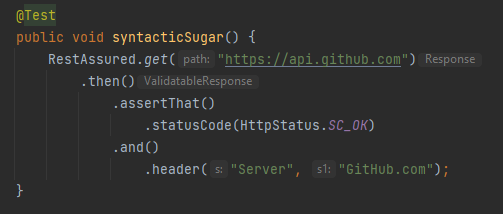 @Test
public void syntacticSugar() {
    RestAssured.get( path: "https://api.github.com") Response
        .then() ValidatableResponse
            .assertThat()
                .statusCode(HttpStatus.SC_OK)
            .and()
                .header( s: "Server", s1: "GitHub.com");
}